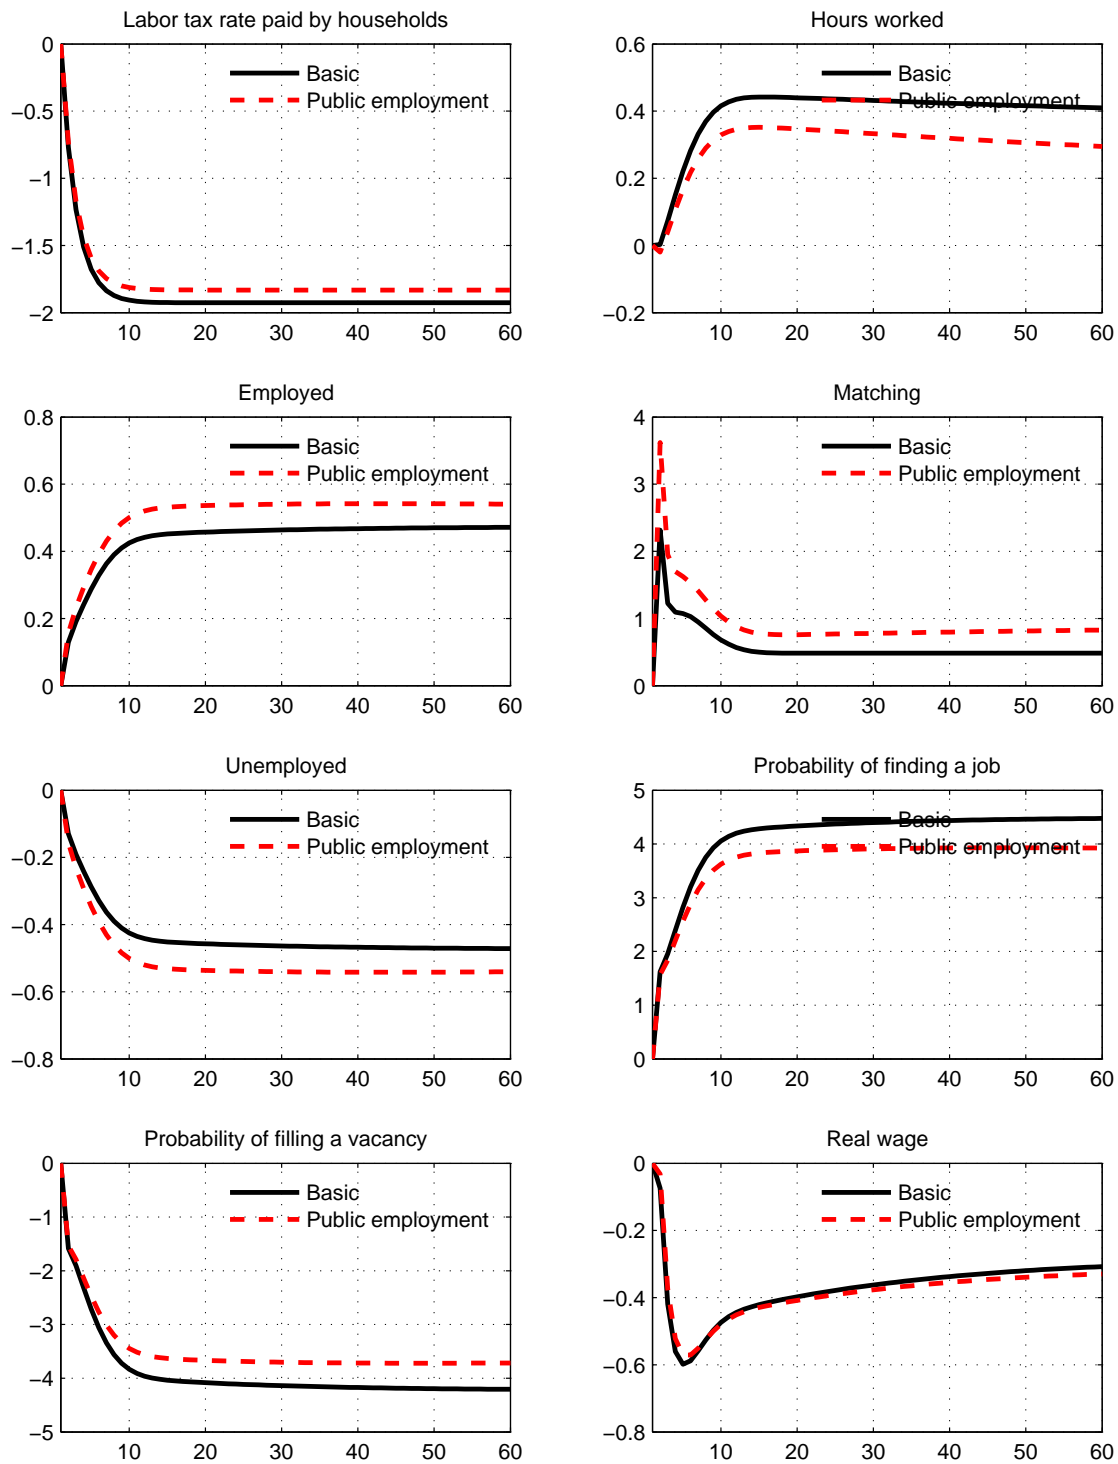 Labor tax rate paid by households
0
−0.5
−1
−1.5
−2
10 20 30 40 50 60
Basic
Public employment
Hours worked
0.6
0.4
0.2
0
−0.2
10 20 30 40 50 60
Basic
Public employment
Employed
0.8
0.6
0.4
0.2
0
10 20 30 40 50 60
Basic
Public employment
Matching
4
3
2
1
0
10 20 30 40 50 60
Basic
Public employment
Unemployed
0
−0.2
−0.4
−0.6
−0.8
10 20 30 40 50 60
Basic
Public employment
Probability of finding a job
5
4
3
2
1
0
10 20 30 40 50 60
Basic
Public employment
Probability of filling a vacancy
0
−1
−2
−3
−4
−5
10 20 30 40 50 60
Basic
Public employment
Real wage
0
−0.2
−0.4
−0.6
−0.8
10 20 30 40 50 60
Basic
Public employment